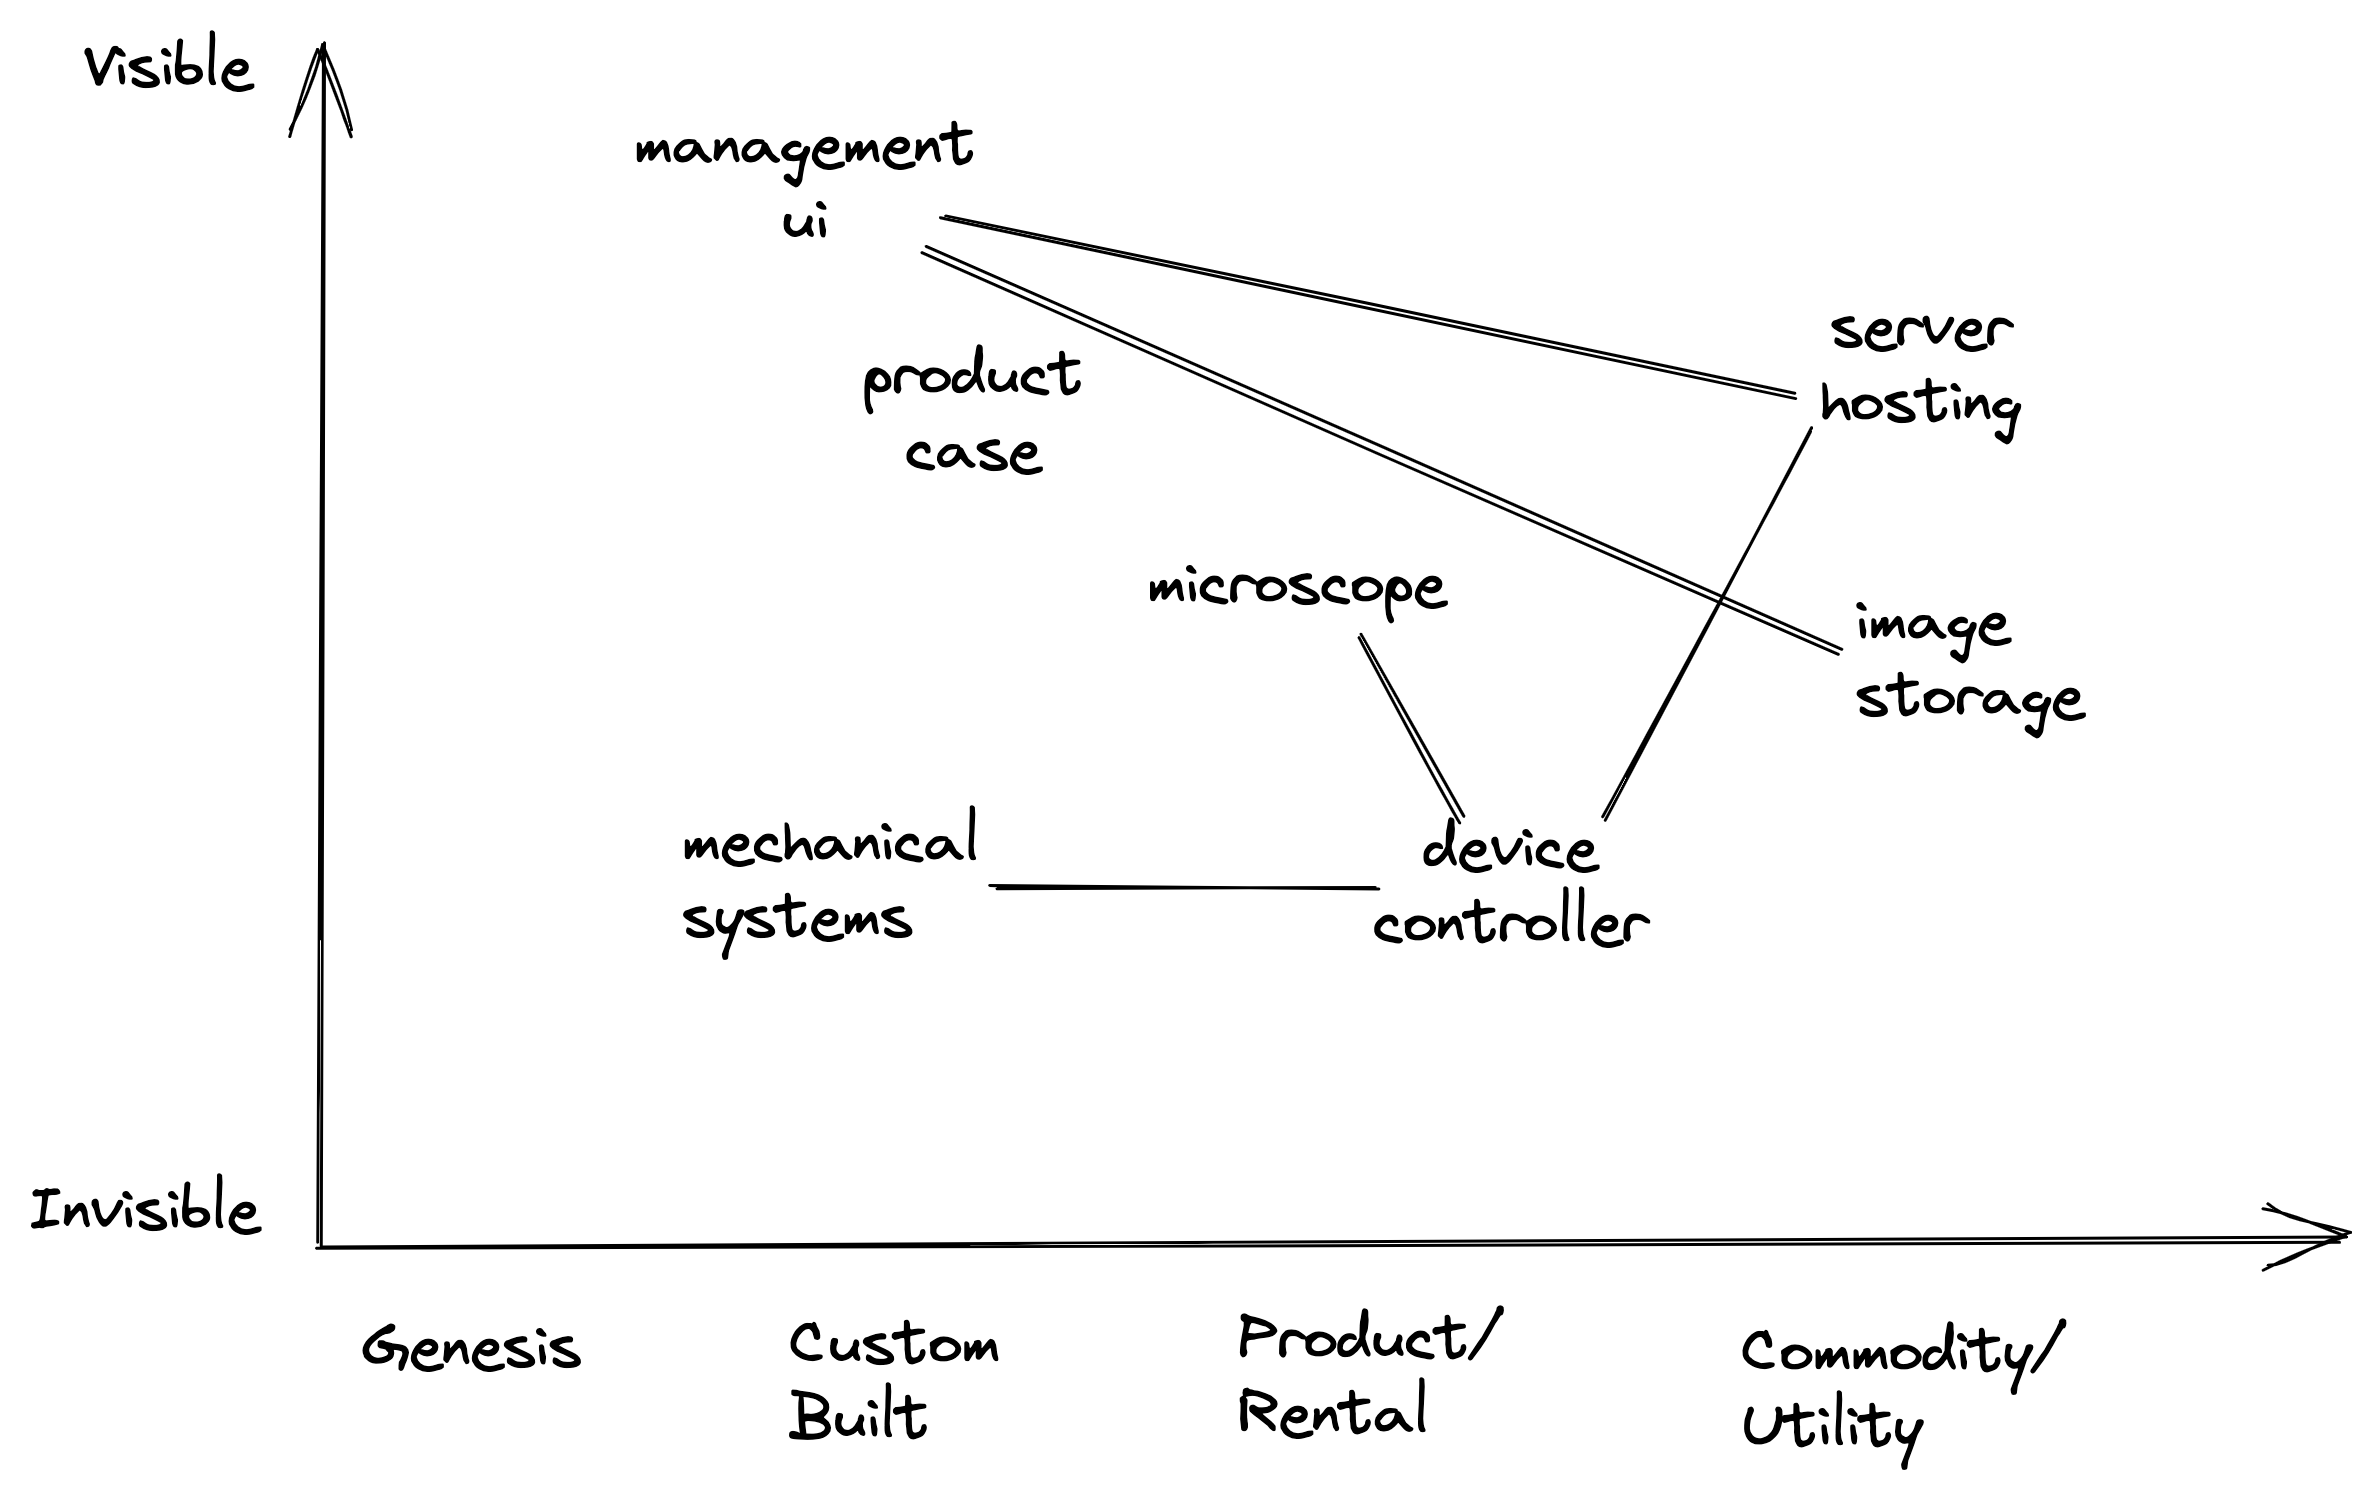 Visible
management
ui
server
hosting
product
case
microscope
image
storage
mechanical
systems
device
controller
Invisible
Genesis
Custom
Built
Product/
Rental
Commodity/
Utility